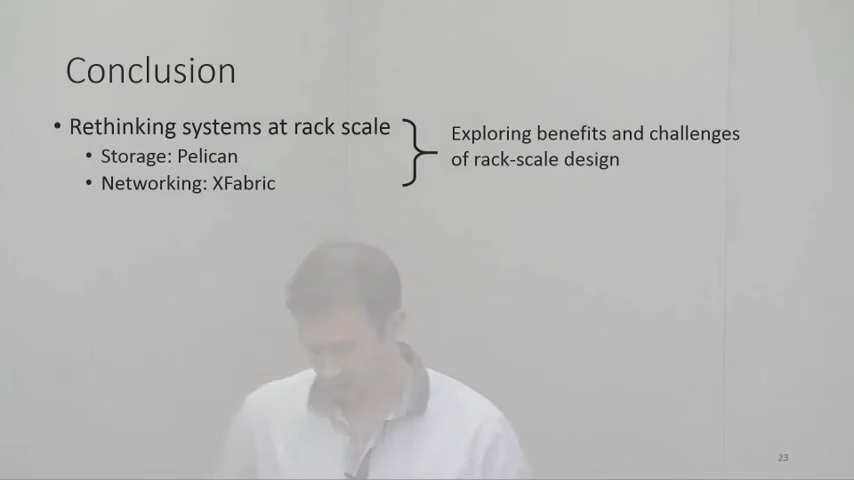 Conclusion
• Rethinking systems at rack scale
• Storage: Pelican
• Networking: XFabric
Exploring benefits and challenges
of rack-scale design
23